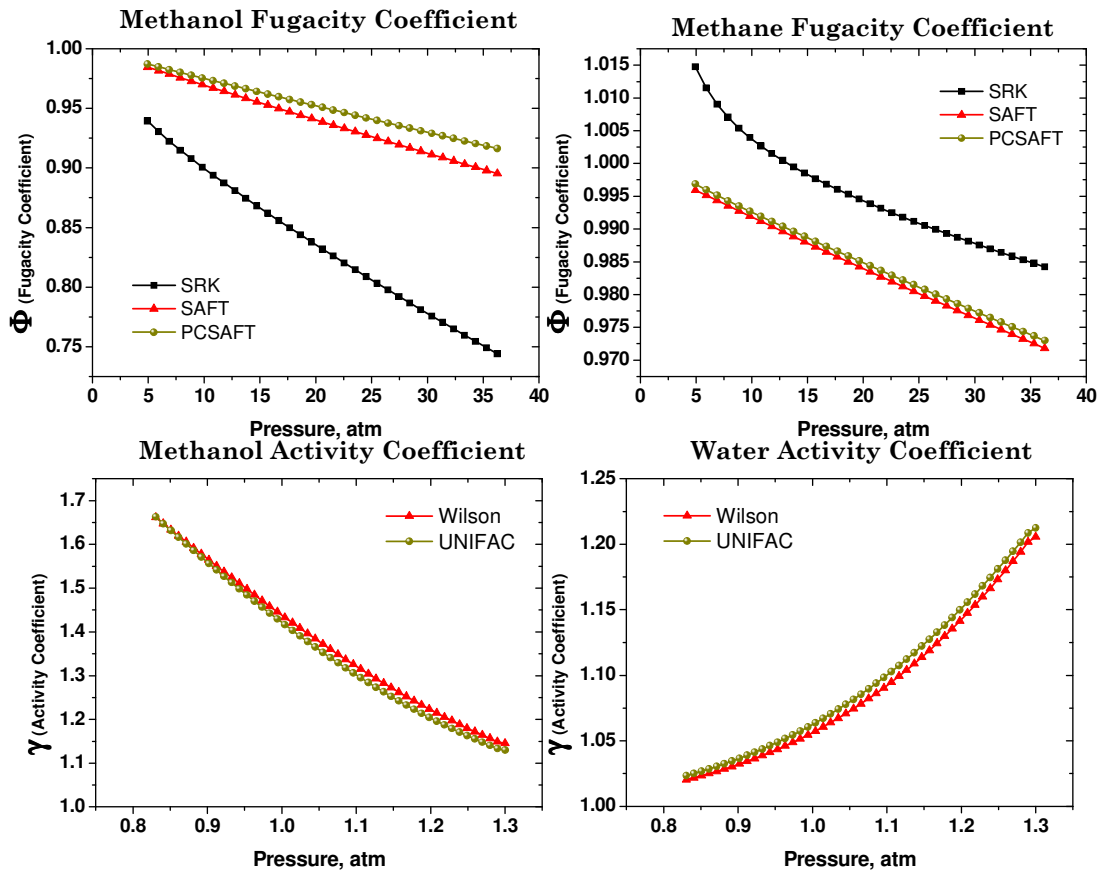 Methanol Fugacity Coefficient
1.00
0.95
0.90
0.85
0.80
0.75
Φ (Fugacity Coefficient)
SRK
SAFT
PCSAFT
0 5 10 15 20 25 30 35 40
Pressure, atm
Methane Fugacity Coefficient
1.015
1.010
1.005
1.000
0.995
0.990
0.985
0.980
0.975
0.970
Φ (Fugacity Coefficient)
SRK
SAFT
PCSAFT
0 5 10 15 20 25 30 35 40
Pressure, atm
Methanol Activity Coefficient
1.7
1.6
1.5
1.4
1.3
1.2
1.1
1.0
γ (Activity Coefficient)
Wilson
UNIFAC
0.8 0.9 1.0 1.1 1.2 1.3
Pressure, atm
Water Activity Coefficient
1.25
1.20
1.15
1.10
1.05
1.00
γ (Activity Coefficient)
Wilson
UNIFAC
0.8 0.9 1.0 1.1 1.2 1.3
Pressure, atm